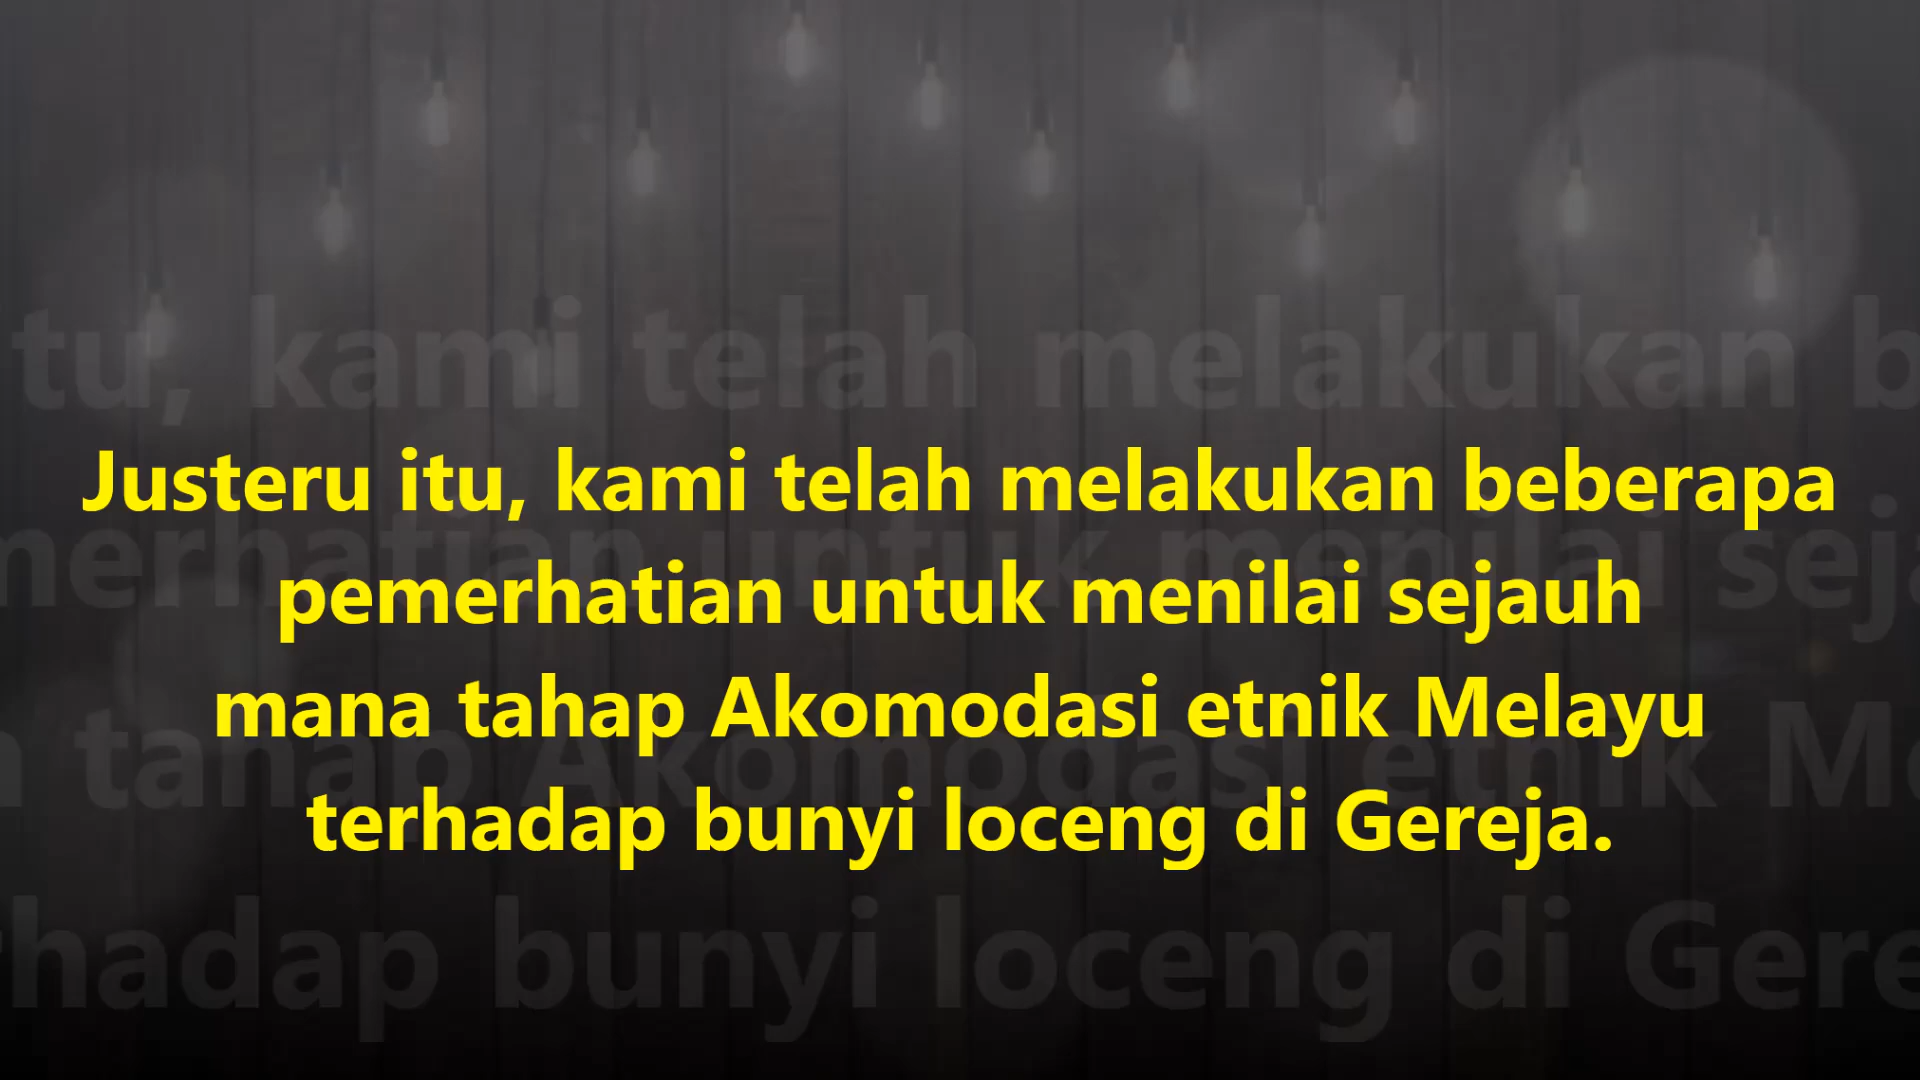 Justeru itu, kami telah melakukan beberapa
pemerhatian untuk menilai sejauh
mana tahap Akomodasi etnik Melayu
terhadap bunyi loceng di Gereja.